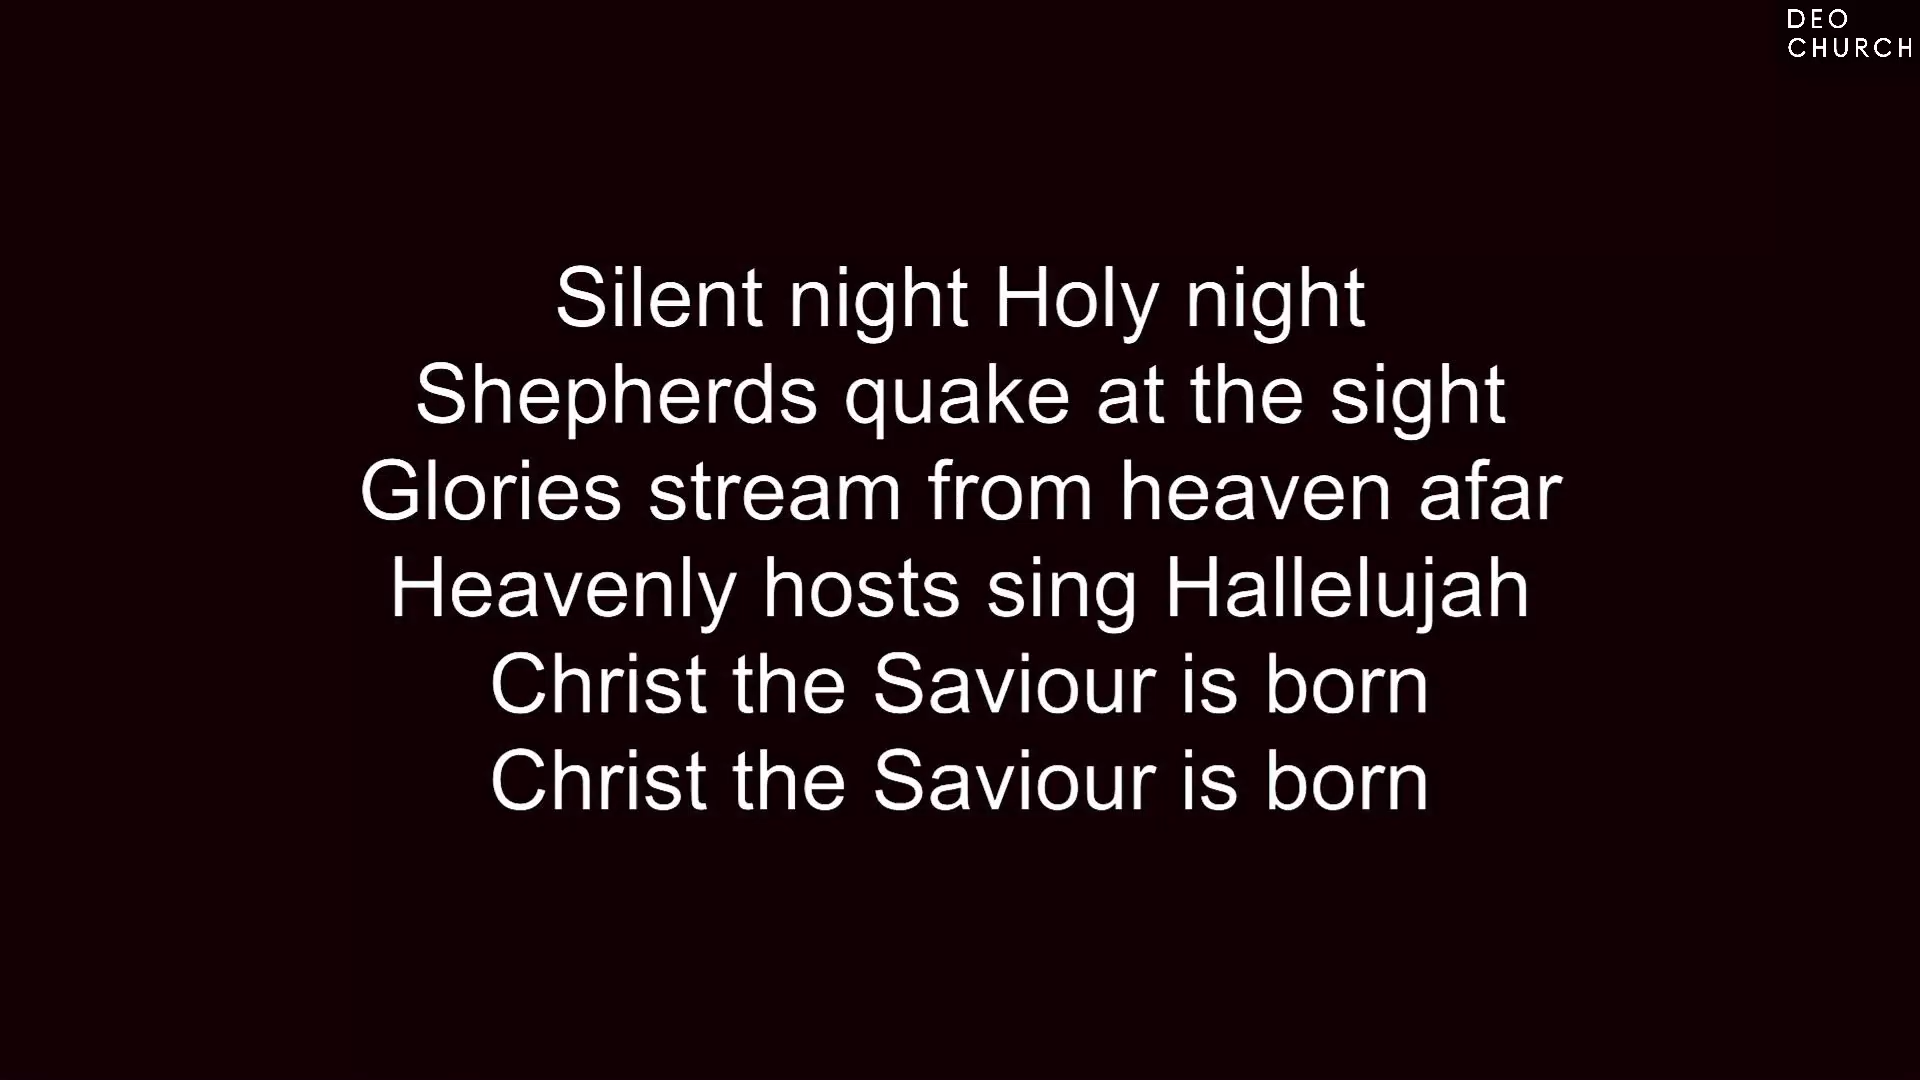 DEO
CHURCH
Silent night Holy night
Shepherds quake at the sight
Glories stream from heaven afar
Heavenly hosts sing Hallelujah
Christ the Saviour is born
Christ the Saviour is born